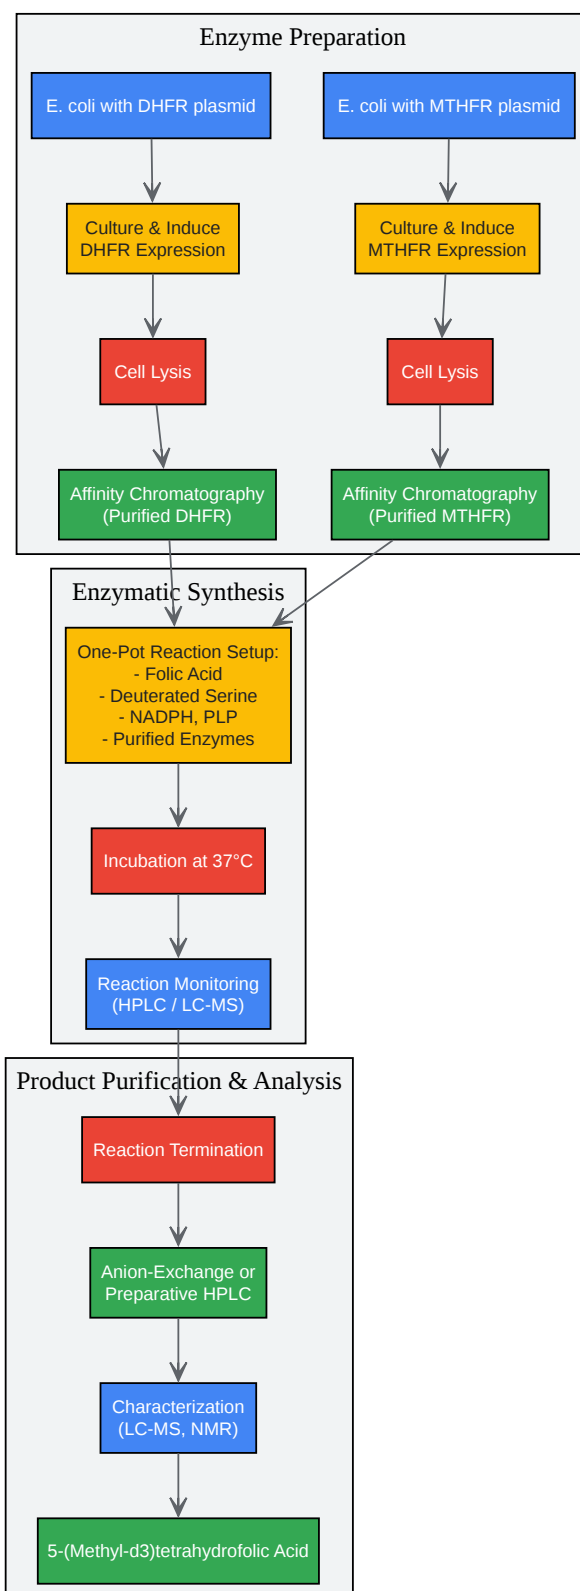 Enzyme Preparation
E. coli with DHFR plasmid
E. coli with MTHFR plasmid
Culture & Induce
DHFR Expression
Culture & Induce
MTHFR Expression
Cell Lysis
Cell Lysis
Affinity Chromatography
(Purified DHFR)
Affinity Chromatography
(Purified MTHFR)
Enzymatic Synthesis
One-Pot Reaction Setup:
- Folic Acid
- Deuterated Serine
- NADPH, PLP
- Purified Enzymes
Incubation at 37°C
Reaction Monitoring
(HPLC / LC-MS)
Product Purification & Analysis
Reaction Termination
Anion-Exchange or
Preparative HPLC
Characterization
(LC-MS, NMR)
5-(Methyl-d3)tetrahydrofolic Acid